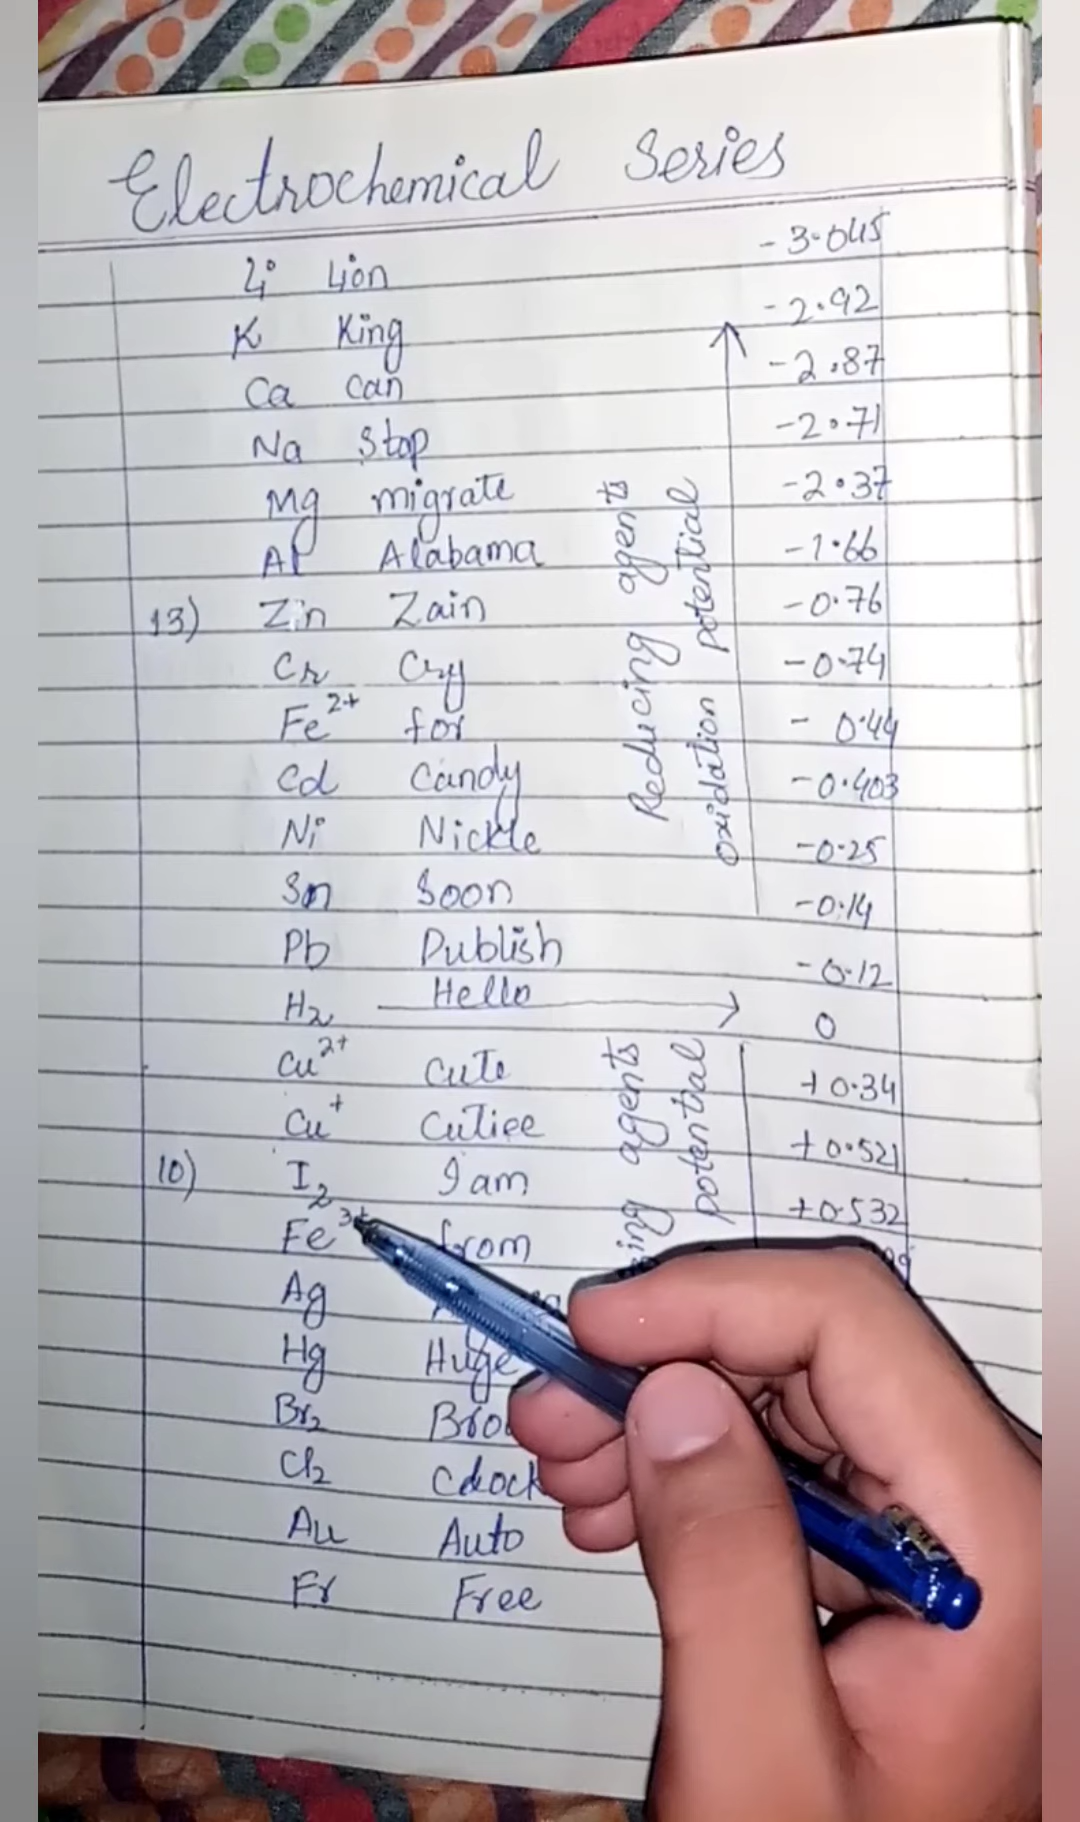 Electrochemical Series
Li Lion -3.045
K King -2.92
Ca Can -2.87
Na Stop -2.71
Mg migrate -2.37
Al Alabama -1.66
13) Zin Zain -0.76
Cr Cry -0.74
Fe²⁺ for -0.44
Cd Candy -0.403
Ni Nickle -0.25
Sn Soon -0.14
Pb Publish -0.12
H₂ Hello 0
Cu²⁺ Cute +0.34
Cu⁺ Cutiee +0.521
10) I₂ I am +0.532
Fe³⁺ from
Ag
Hg Huge
Br₂
Cl₂ Cdock
Au Auto
Fr Free
Reducing agents
oxidation potential
agents
potential